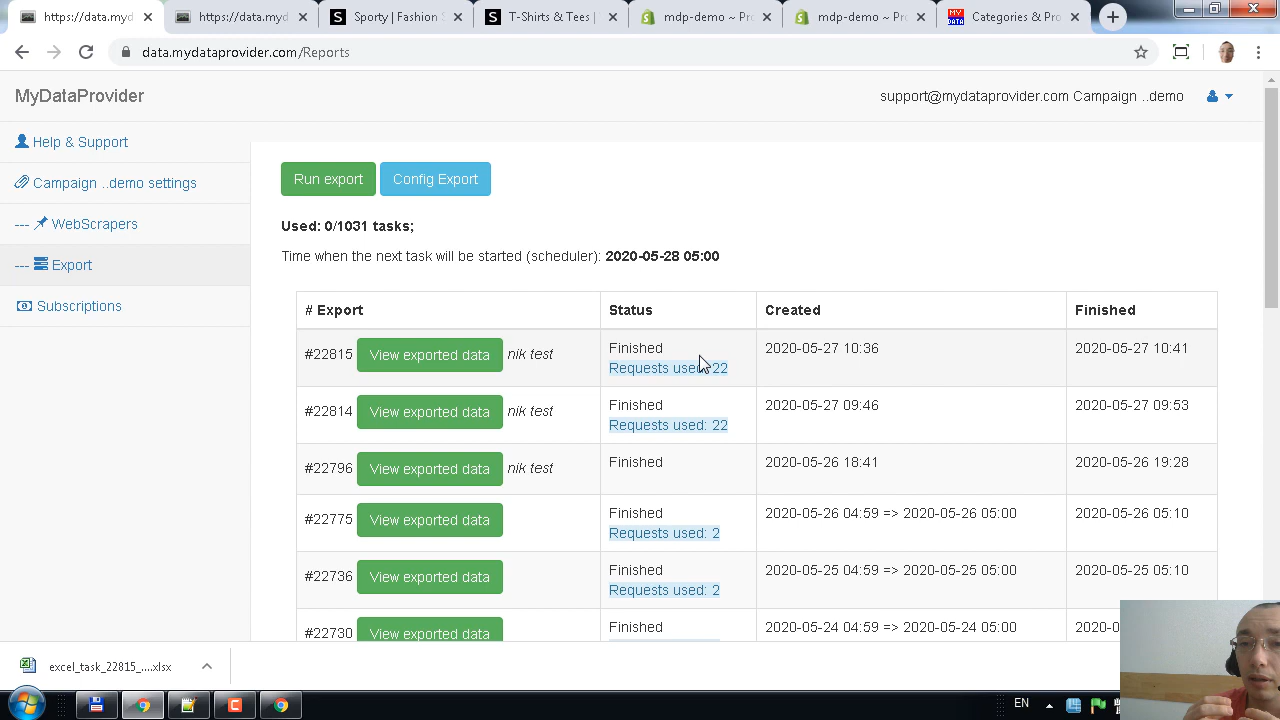 https://data.mydataprovider.c
https://data.mydataprovider.c
Sporty | Fashion S
T-Shirts & Tees |
mdp-demo ~ Pr
mdp-demo ~ Pr
MY DATA
Categories & Pro
data.mydataprovider.com/Reports
MyDataProvider
support@mydataprovider.com Campaign ..demo
Help & Support
Campaign ..demo settings
--- WebScrapers
--- Export
Subscriptions
Run export
Config Export
Used: 0/1031 tasks;
Time when the next task will be started (scheduler): 2020-05-28 05:00
# Export
Status
Created
Finished
#22815 View exported data nik test
Finished
Requests used: 22
2020-05-27 10:36
2020-05-27 10:41
#22814 View exported data nik test
Finished
Requests used: 22
2020-05-27 09:46
2020-05-27 09:53
#22796 View exported data nik test
Finished
2020-05-26 18:41
2020-05-26 19:28
#22775 View exported data
Finished
Requests used: 2
2020-05-26 04:59 => 2020-05-26 05:00
2020-05-26 05:10
#22736 View exported data
Finished
Requests used: 2
2020-05-25 04:59 => 2020-05-25 05:00
2020-05-25 05:10
#22730 View exported data
Finished
2020-05-24 04:59 => 2020-05-24 05:00
2020-0
excel_task_22815_....xlsx
EN